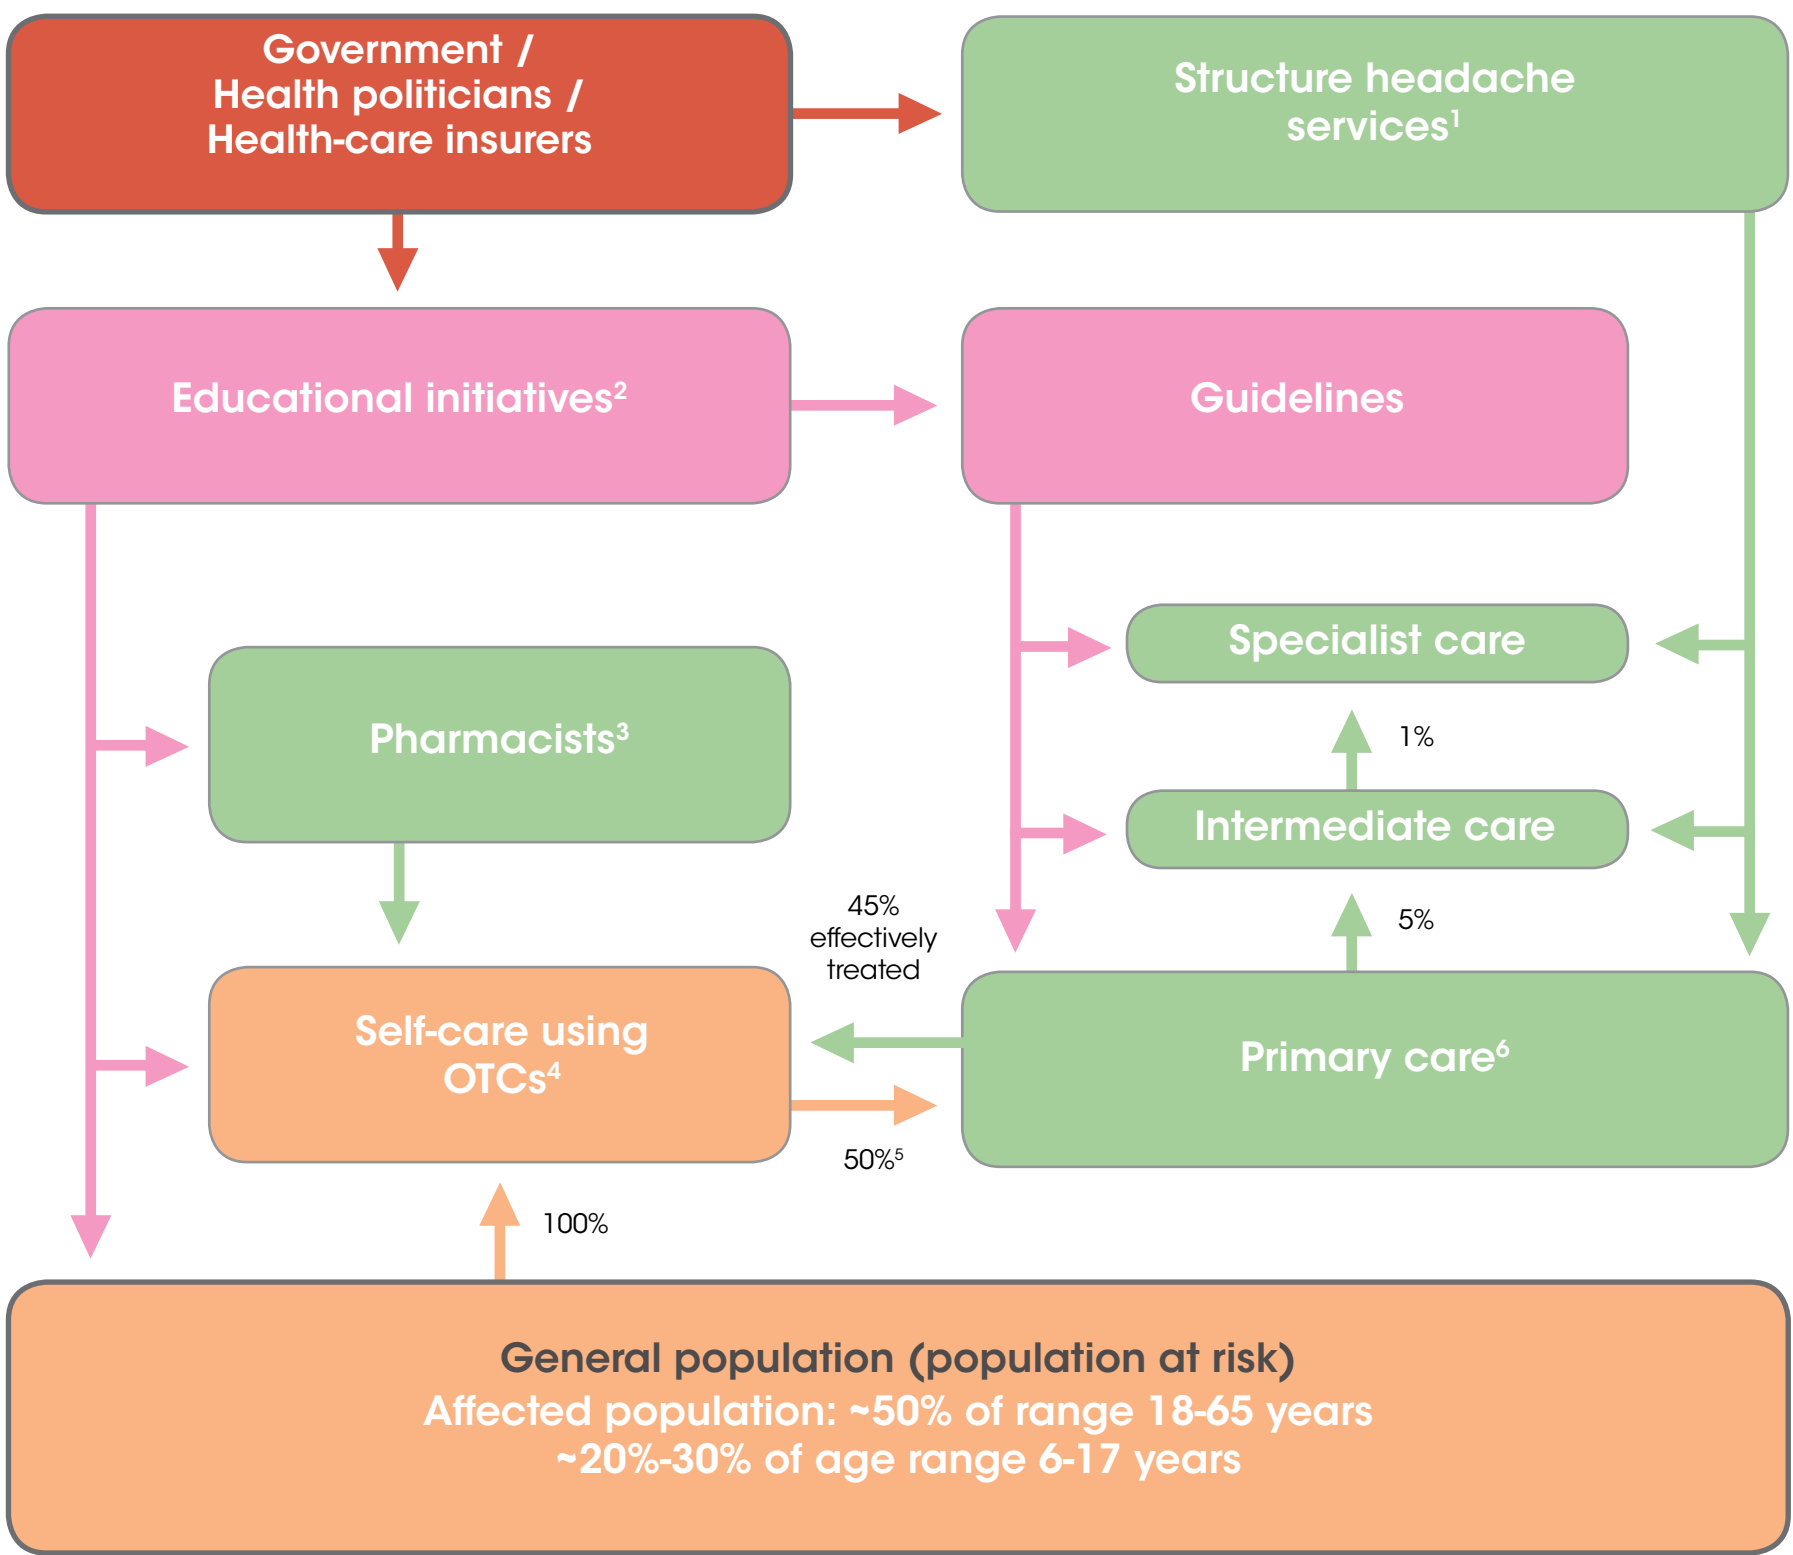 Government /
Health politicians /
Health-care insurers
Structure headache
services¹
Educational initiatives²
Guidelines
Specialist care
Pharmacists³
1%
Intermediate care
45%
effectively
treated
5%
Self-care using
OTCs⁴
Primary care⁶
50%⁵
100%
General population (population at risk)
Affected population: ~50% of range 18-65 years
~20%-30% of age range 6-17 years